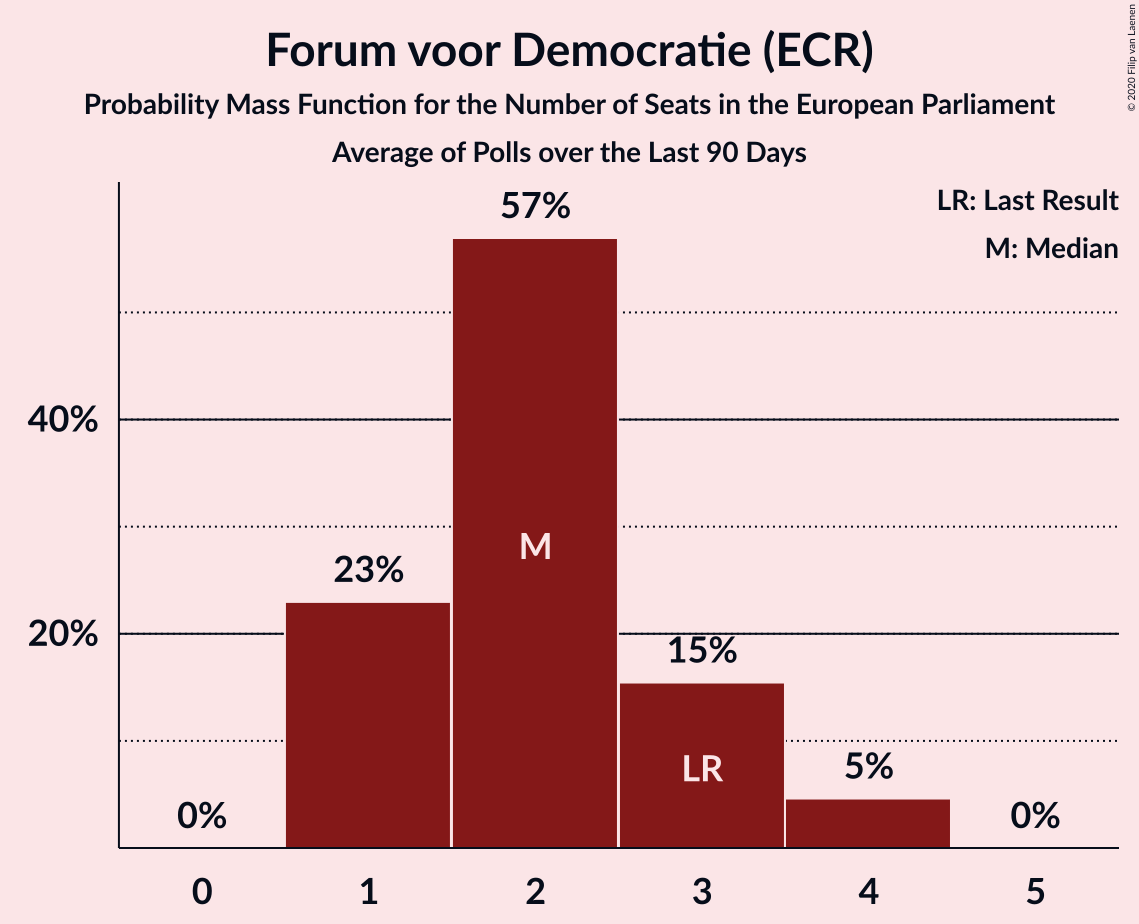 Forum voor Democratie (ECR)
Probability Mass Function for the Number of Seats in the European Parliament
Average of Polls over the Last 90 Days
© 2020 Filip van Laenen
LR: Last Result
M: Median
57%
40%
M
23%
20%
15%
LR
5%
0%
0%
0 1 2 3 4 5